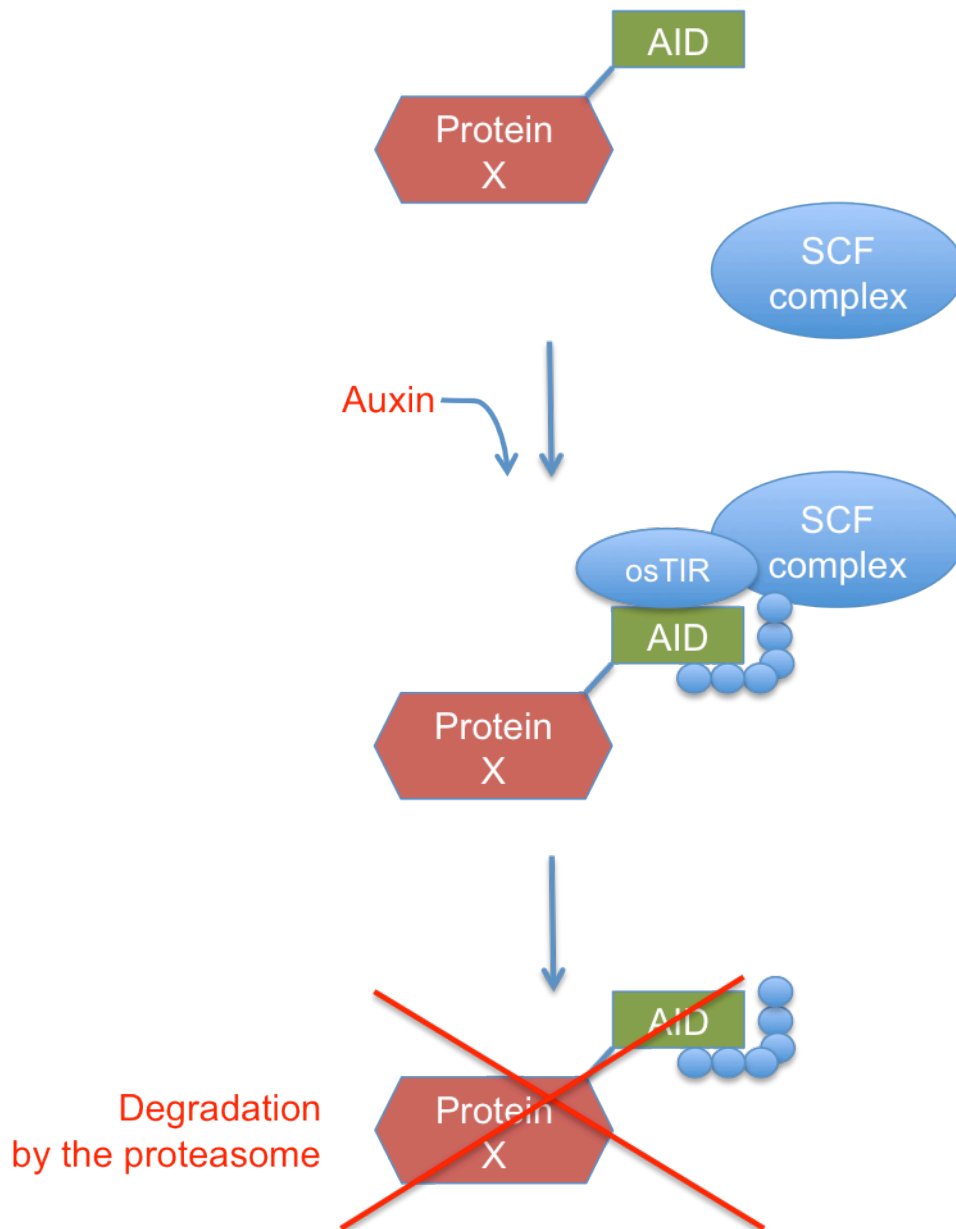 AID
Protein
X
SCF
complex
Auxin
SCF
complex
osTIR
AID
Protein
X
AID
Protein
X
Degradation
by the proteasome